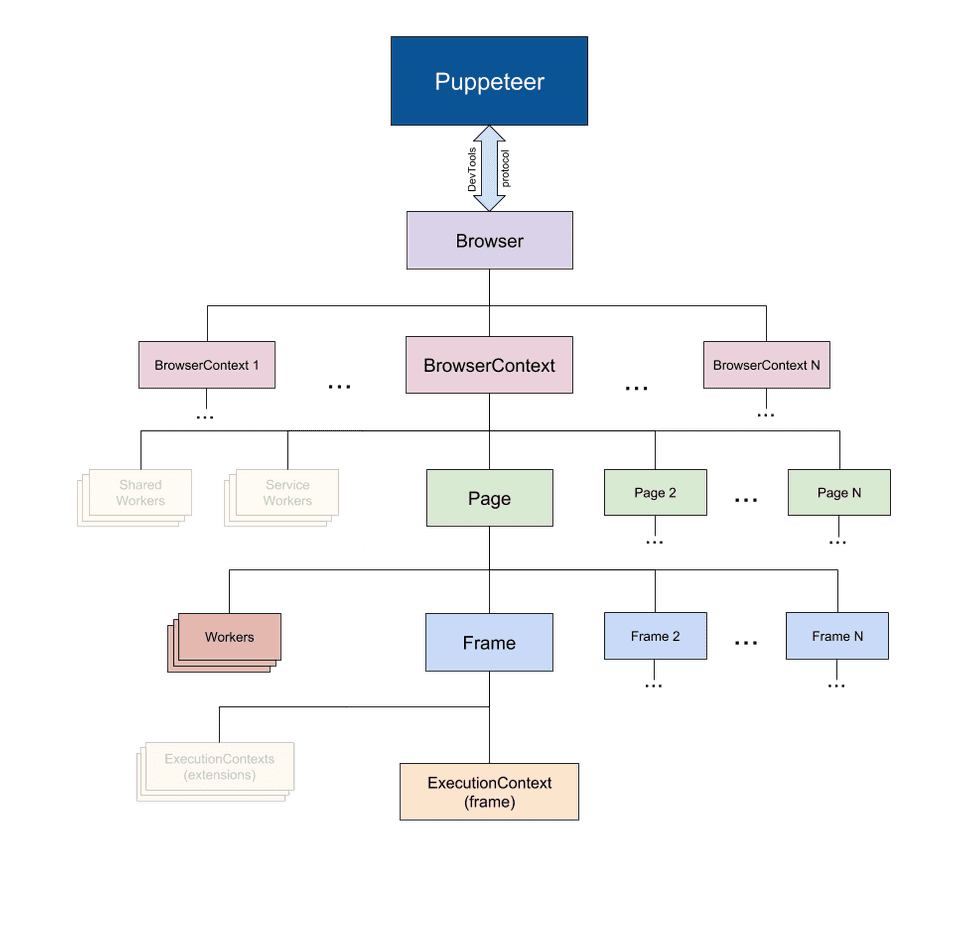 Puppeteer
DevTools
protocol
Browser
BrowserContext 1
...
BrowserContext
...
BrowserContext N
...
...
Shared
Workers
Service
Workers
Page
Page 2
...
Page N
...
...
Workers
Frame
Frame 2
...
Frame N
...
...
ExecutionContexts
(extensions)
ExecutionContext
(frame)